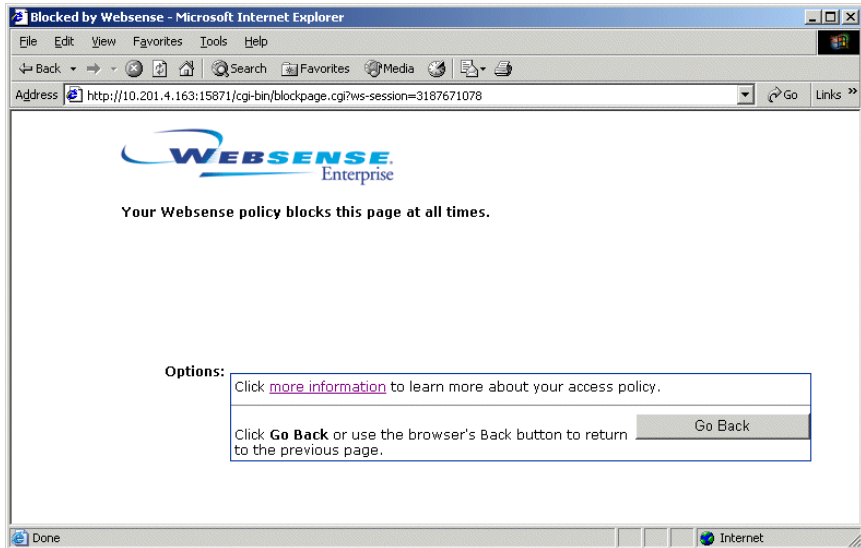 Blocked by Websense - Microsoft Internet Explorer
File Edit View Favorites Tools Help
Back Search Favorites Media
Address http://10.201.4.163:15871/cgi-bin/blockpage.cgi?ws-session=3187671078 Go Links »
WEBSENSE.
Enterprise
Your Websense policy blocks this page at all times.
Options:
Click more information to learn more about your access policy.
Click Go Back or use the browser's Back button to return
to the previous page.
Go Back
Done Internet